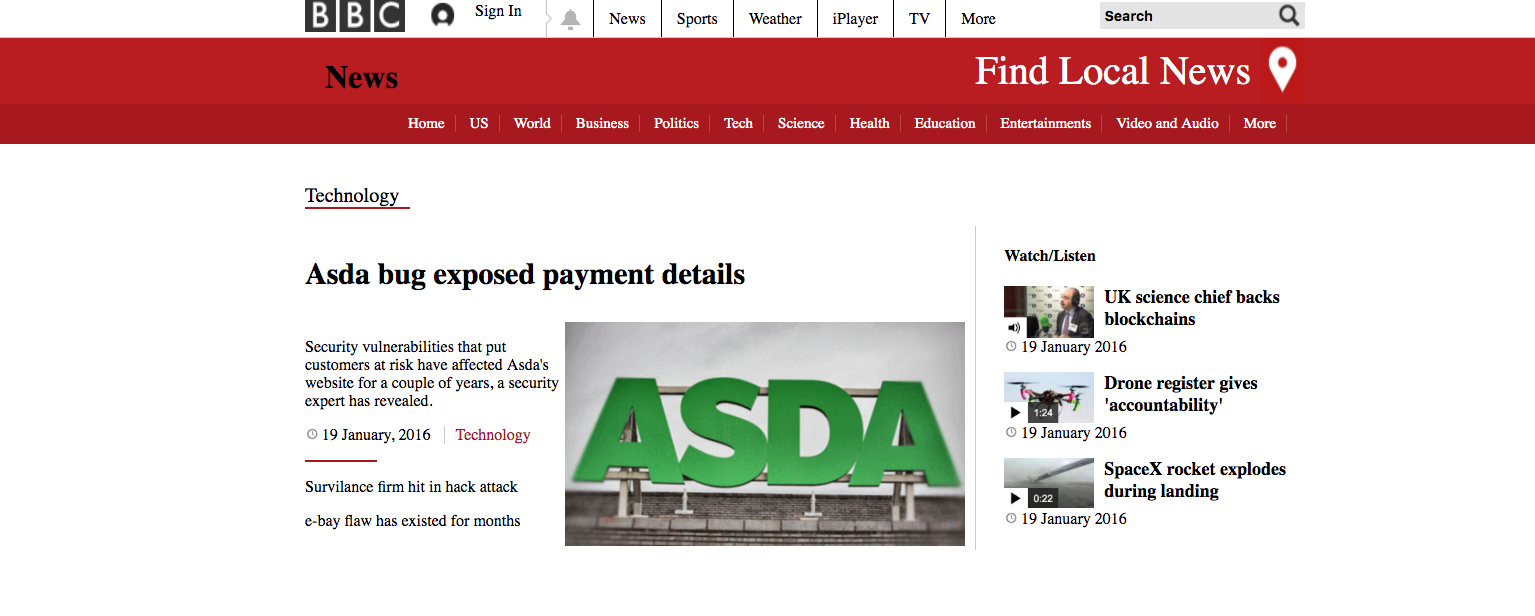 BBC
Sign In
News
Sports
Weather
iPlayer
TV
More
Search
News
Find Local News
Home
US
World
Business
Politics
Tech
Science
Health
Education
Entertainments
Video and Audio
More
Technology
Asda bug exposed payment details
Security vulnerabilities that put
customers at risk have affected Asda's
website for a couple of years, a security
expert has revealed.
19 January, 2016
Technology
Survilance firm hit in hack attack
e-bay flaw has existed for months
ASDA
Watch/Listen
UK science chief backs
blockchains
19 January 2016
Drone register gives
'accountability'
1:24
19 January 2016
SpaceX rocket explodes
during landing
0:22
19 January 2016